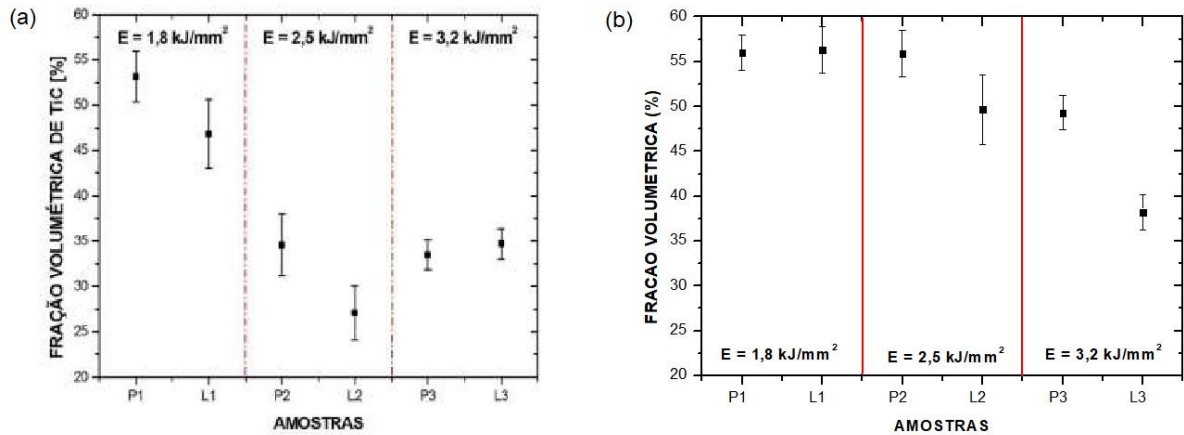 (a)
FRAÇÃO VOLUMÉTRICA DE TiC [%]
60
55
50
45
40
35
30
25
20
E = 1,8 kJ/mm²
E = 2,5 kJ/mm²
E = 3,2 kJ/mm²
P1
L1
P2
L2
P3
L3
AMOSTRAS
(b)
FRACAO VOLUMETRICA (%)
60
55
50
45
40
35
30
25
20
E = 1,8 kJ/mm²
E = 2,5 kJ/mm²
E = 3,2 kJ/mm²
P1
L1
P2
L2
P3
L3
AMOSTRAS